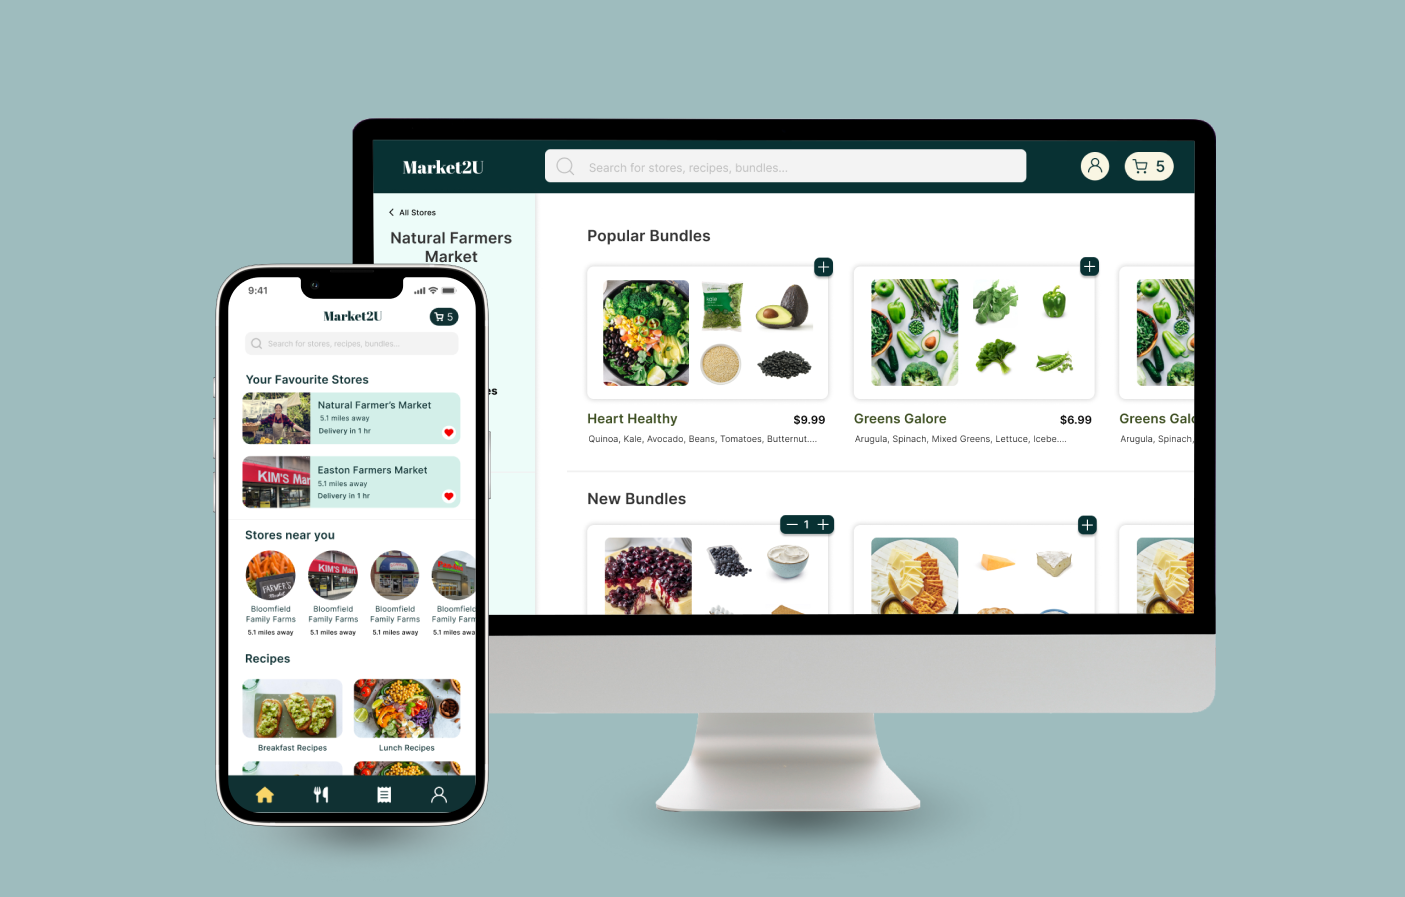 Market2U
Search for stores, recipes, bundles...
5
All Stores
Natural Farmers
Market
es
Popular Bundles
Heart Healthy
$9.99
Quinoa, Kale, Avocado, Beans, Tomatoes, Butternut....
Greens Galore
$6.99
Arugula, Spinach, Mixed Greens, Lettuce, Icebe....
Greens Galo
Arugula, Spinach,
New Bundles
1
9:41
Market2U
5
Search for stores, recipes, bundles...
Your Favourite Stores
Natural Farmer's Market
5.1 miles away
Delivery in 1 hr
KIM'S Mar
Easton Farmers Market
5.1 miles away
Delivery in 1 hr
Stores near you
FARMER'S
Market
KIM'S Mart
Bloomfield
Family Farms
5.1 miles away
Bloomfield
Family Farms
5.1 miles away
Bloomfield
Family Farms
5.1 miles away
Bloomfield
Family Farm
5.1 miles awa
Recipes
Breakfast Recipes
Lunch Recipes